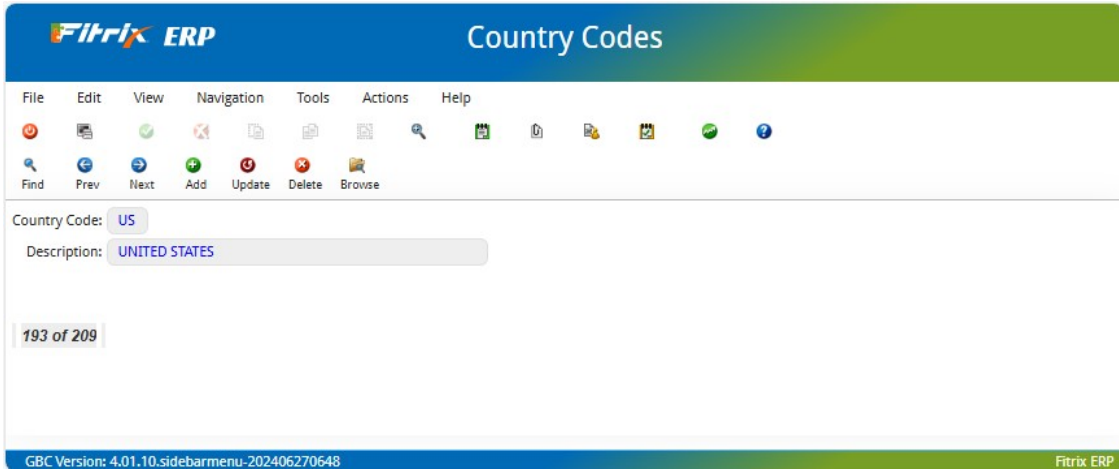 Fitrix ERP
Country Codes
File Edit View Navigation Tools Actions Help
Find Prev Next Add Update Delete Browse
Country Code: US
Description: UNITED STATES
193 of 209
GBC Version: 4.01.10.sidebarmenu-202406270648 Fitrix ERP